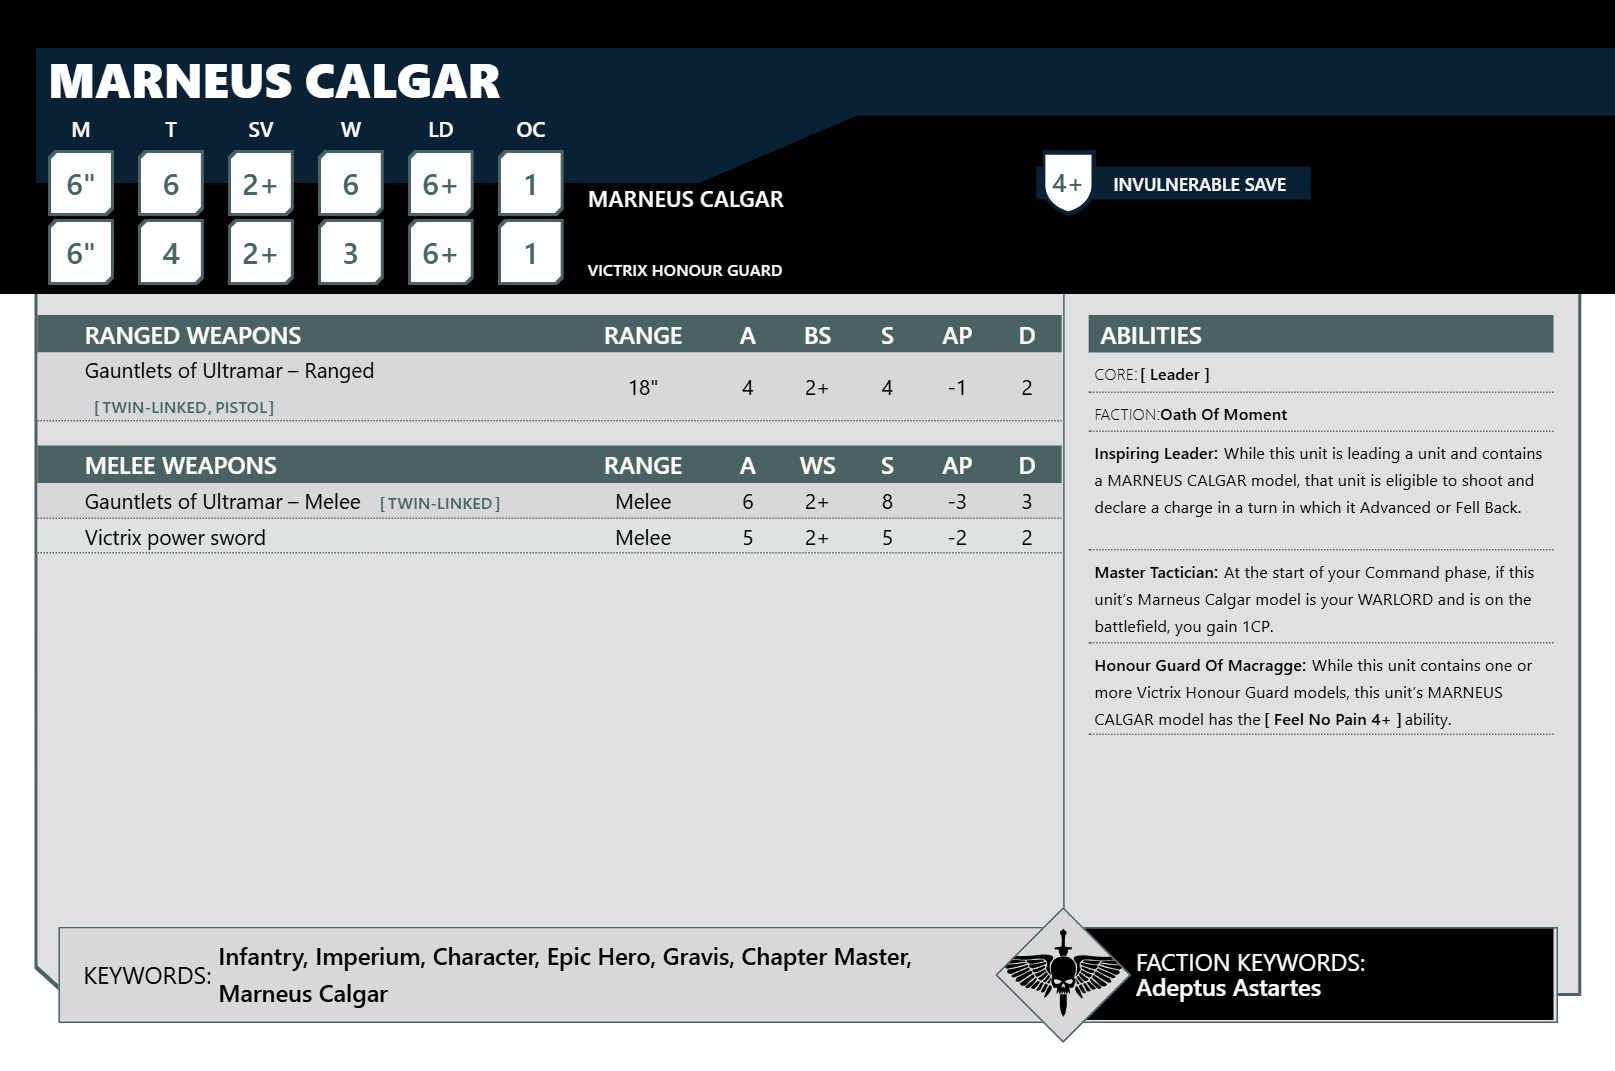 MARNEUS CALGAR
M T SV W LD OC
6" 6 2+ 6 6+ 1 MARNEUS CALGAR
4+ INVULNERABLE SAVE
6" 4 2+ 3 6+ 1 VICTRIX HONOUR GUARD
RANGED WEAPONS RANGE A BS S AP D
Gauntlets of Ultramar – Ranged
[TWIN-LINKED, PISTOL]
18" 4 2+ 4 -1 2
MELEE WEAPONS RANGE A WS S AP D
Gauntlets of Ultramar – Melee [TWIN-LINKED] Melee 6 2+ 8 -3 3
Victrix power sword Melee 5 2+ 5 -2 2
ABILITIES
CORE: [ Leader ]
FACTION:Oath Of Moment
Inspiring Leader: While this unit is leading a unit and contains
a MARNEUS CALGAR model, that unit is eligible to shoot and
declare a charge in a turn in which it Advanced or Fell Back.
Master Tactician: At the start of your Command phase, if this
unit's Marneus Calgar model is your WARLORD and is on the
battlefield, you gain 1CP.
Honour Guard Of Macragge: While this unit contains one or
more Victrix Honour Guard models, this unit's MARNEUS
CALGAR model has the [ Feel No Pain 4+ ] ability.
KEYWORDS: Infantry, Imperium, Character, Epic Hero, Gravis, Chapter Master,
Marneus Calgar
FACTION KEYWORDS:
Adeptus Astartes